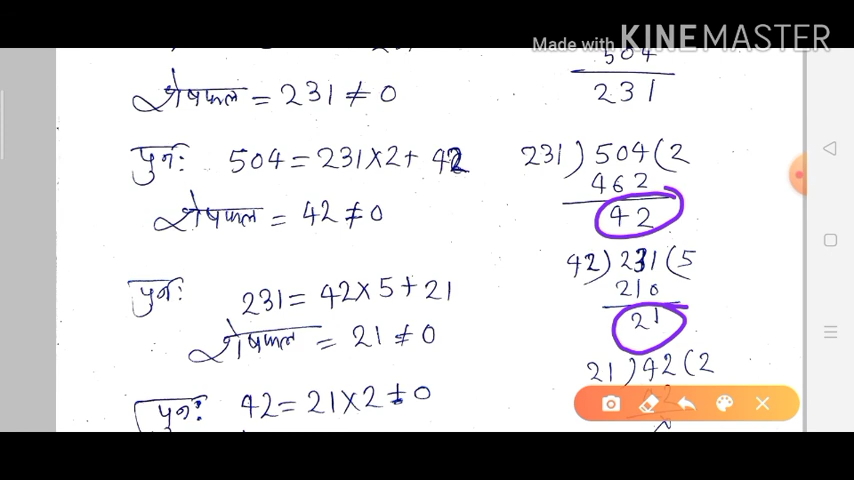 Made with KINEMASTER
504
231
शेषफल = 231 ≠ 0
पुनः 504 = 231 × 2 + 42
231 ) 504 ( 2
462
शेषफल = 42 ≠ 0
42
42 ) 231 ( 5
पुनः 231 = 42 × 5 + 21
210
21
शेषफल = 21 ≠ 0
21 ) 42 ( 2
पुनः 42 = 21 × 2 + 0